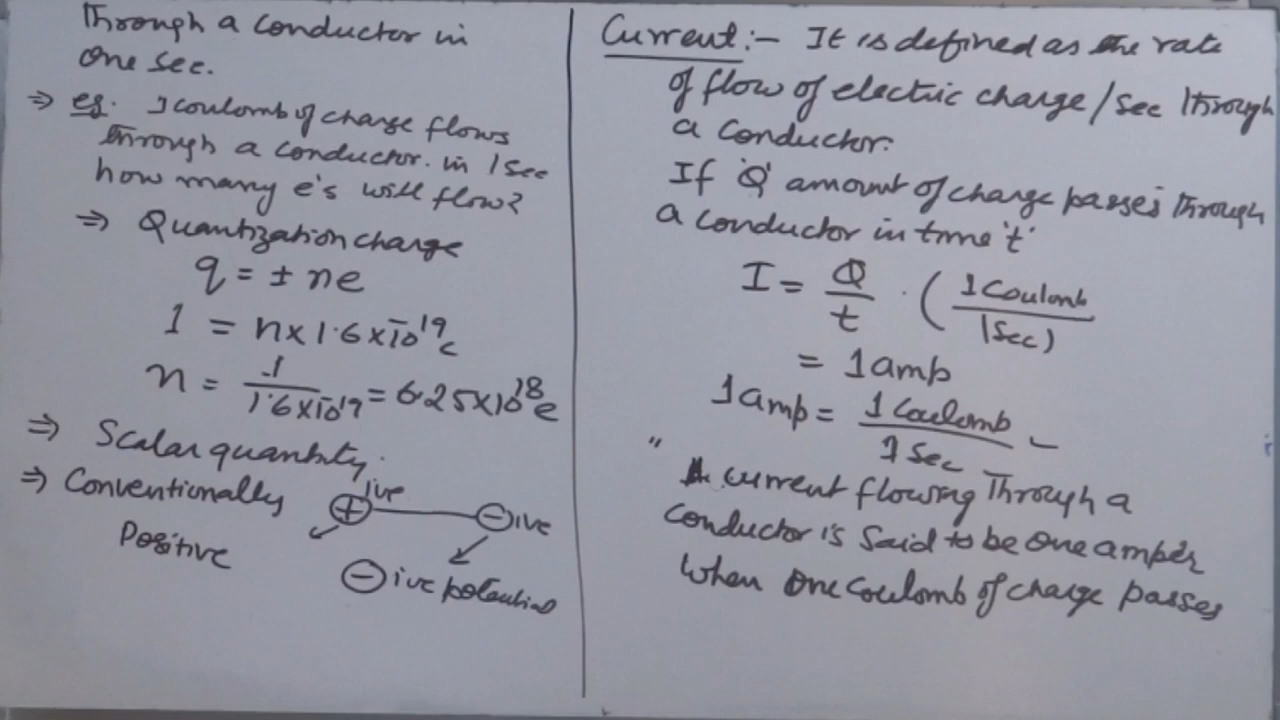 through a conductor in
one sec.
⇒ eg. 1 coulomb of charge flows
through a conductor. in 1 sec
how many e's will flow?
⇒ Quantization charge
q = ± ne
1 = n x 1.6 x 10⁻¹⁹ c
n = 1 / 1.6 x 10⁻¹⁹ = 6.25 x 10¹⁸ e
⇒ Scalar quantity.
⇒ Conventionally ⊕ ive — ⊖ ive
Positive
⊖ ive potential
Current :- It is defined as the rate
of flow of electric charge / sec through
a conductor.
If 'Q' amount of charge passes through
a conductor in time 't'
I = Q / t . ( 1 Coulomb / 1 sec )
= 1 amp
1 amp = 1 Coulomb / 1 Sec
" A current flowing Through a
conductor is said to be one amper
when one Coulomb of charge passes